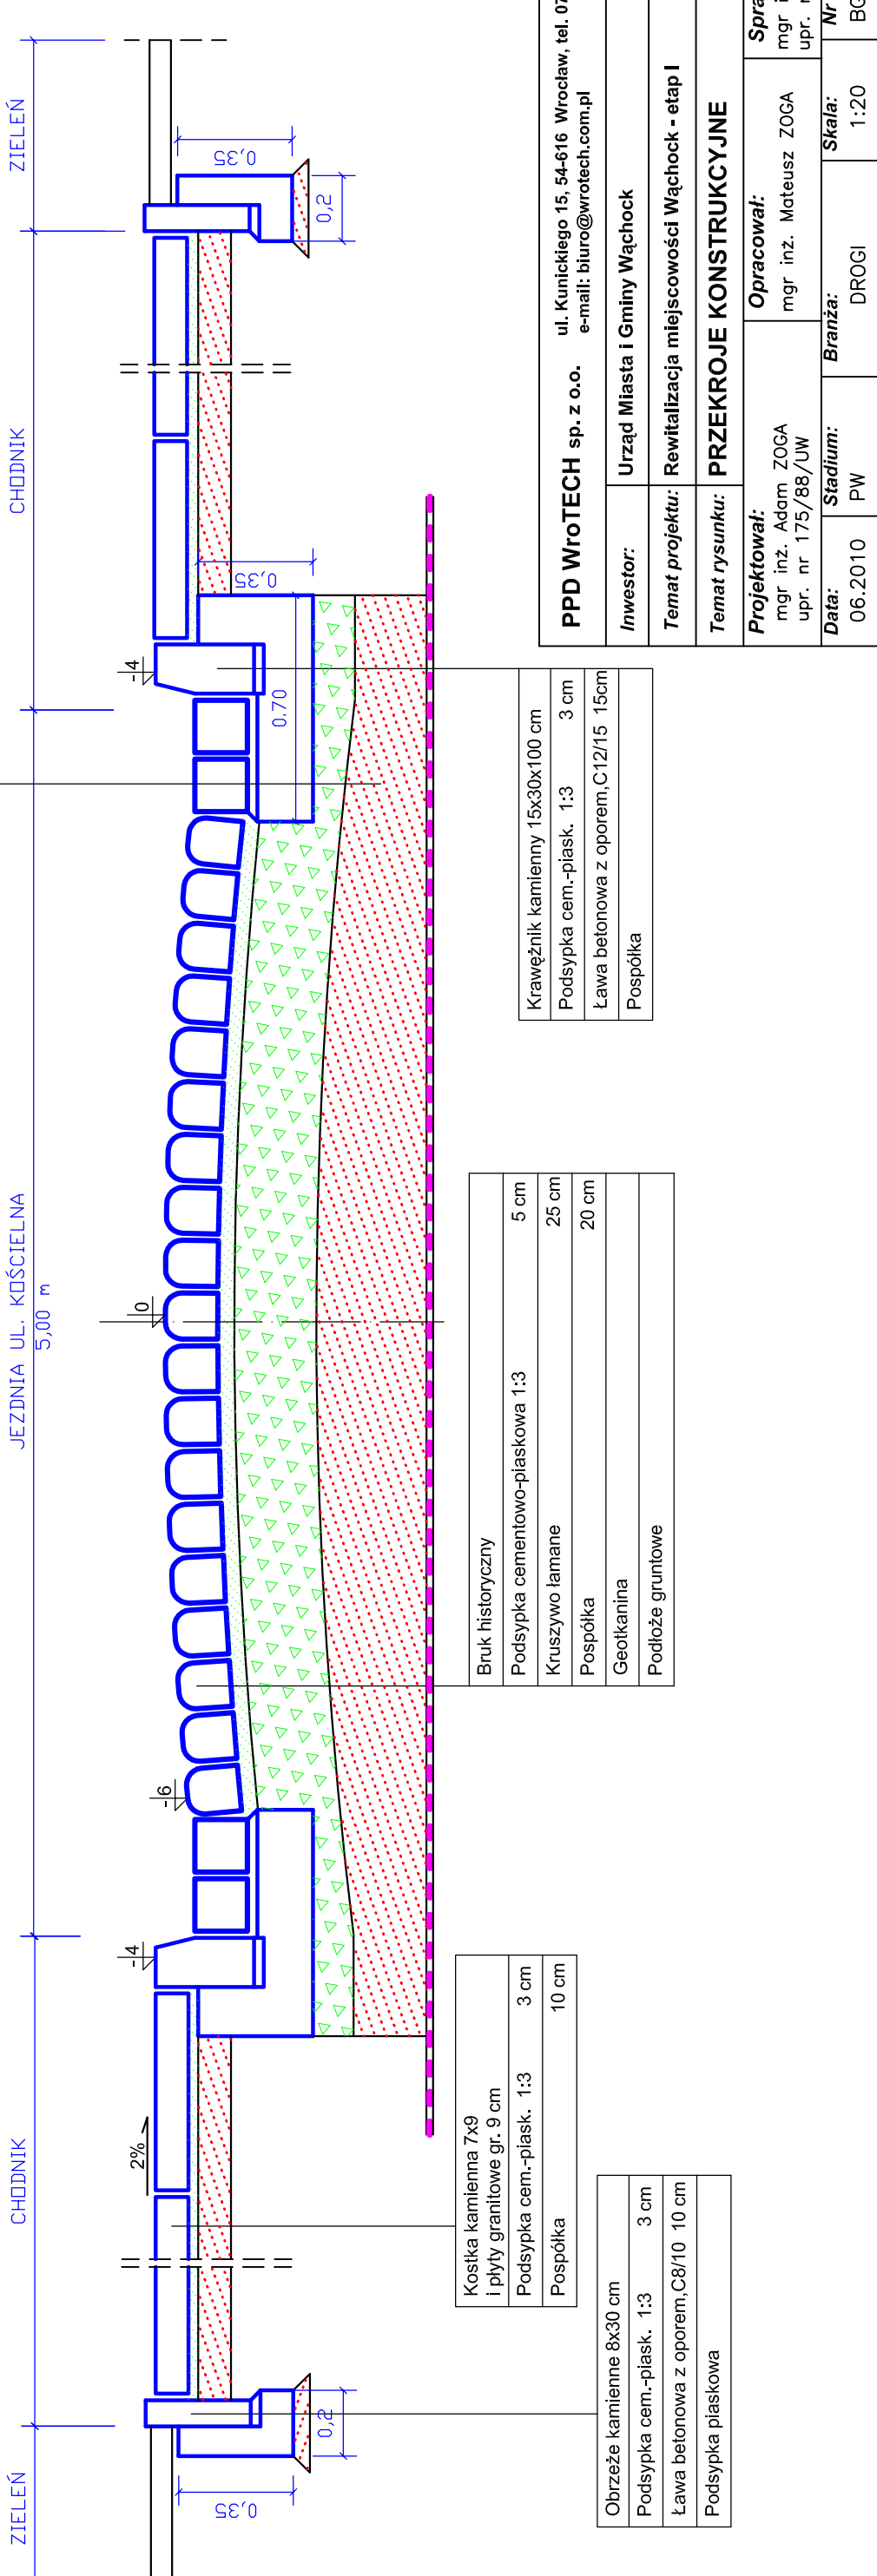 ZIELEŃ
CHODNIK
JEZDNIA UL. KOŚCIELNA
5,00 m
CHODNIK
ZIELEŃ
2%
-4
-6
0
-4
0,35
0,2
0.70
0,35
0,35
0,2
Obrzeże kamienne 8x30 cm
Podsypka cem.-piask. 1:3 3 cm
Ława betonowa z oporem,C8/10 10 cm
Podsypka piaskowa
Kostka kamienna 7x9
i płyty granitowe gr. 9 cm
Podsypka cem.-piask. 1:3 3 cm
Pospółka 10 cm
Bruk historyczny
Podsypka cementowo-piaskowa 1:3 5 cm
Kruszywo łamane 25 cm
Pospółka 20 cm
Geotkanina
Podłoże gruntowe
Krawężnik kamienny 15x30x100 cm
Podsypka cem.-piask. 1:3 3 cm
Ława betonowa z oporem,C12/15 15cm
Pospółka
PPD WroTECH sp. z o.o.
ul. Kunickiego 15, 54-616 Wrocław, tel. 07
e-mail: biuro@wrotech.com.pl
Inwestor: Urząd Miasta i Gminy Wąchock
Temat projektu: Rewitalizacja miejscowości Wąchock - etap I
Temat rysunku: PRZEKROJE KONSTRUKCYJNE
Projektował:
mgr inż. Adam ZOGA
upr. nr 175/88/UW
Opracował:
mgr inż. Mateusz ZOGA
Spra
mgr i
upr.
Data: Stadium: Branża: Skala: Nr
06.2010 PW DROGI 1:20 BG